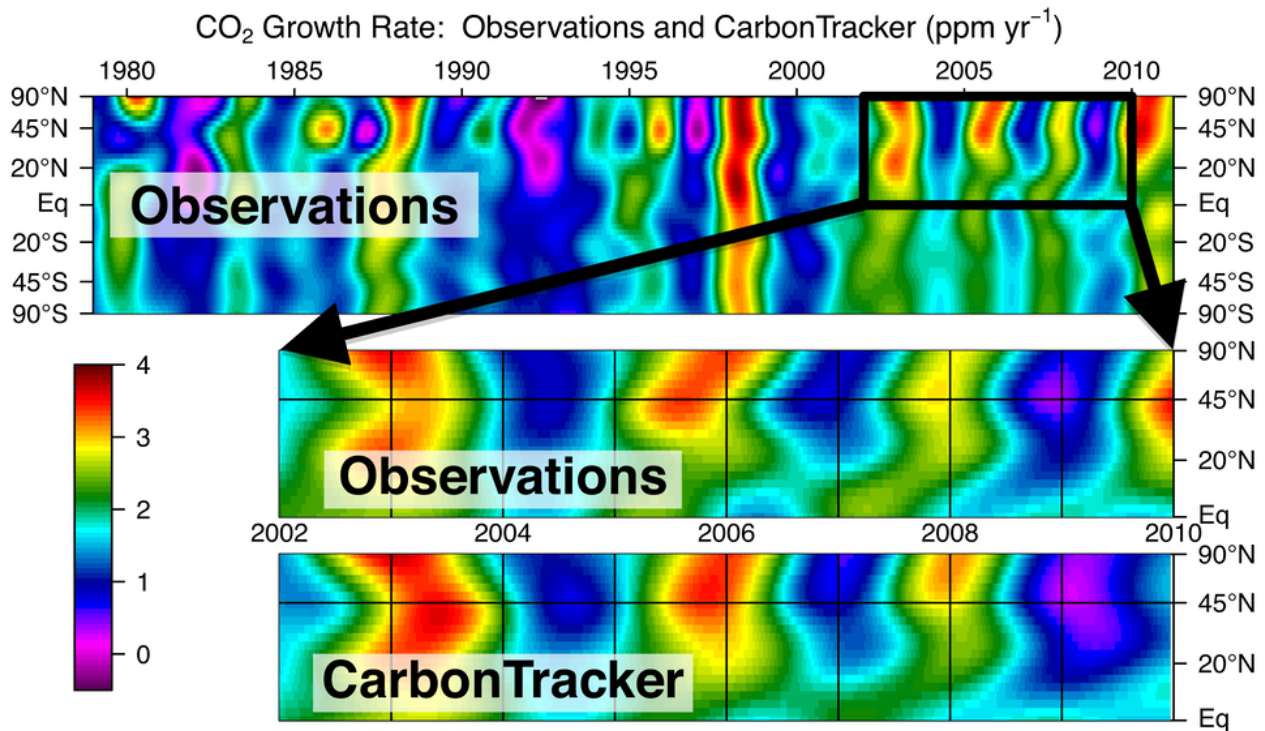 CO₂ Growth Rate: Observations and CarbonTracker (ppm yr⁻¹)
1980 1985 1990 1995 2000 2005 2010
90°N 90°N
45°N 45°N
20°N 20°N
Eq Eq
Observations
20°S 20°S
45°S 45°S
90°S 90°S
4
3
2
1
0
90°N
45°N
20°N
Observations
Eq
2002 2004 2006 2008 2010
90°N
45°N
20°N
CarbonTracker
Eq